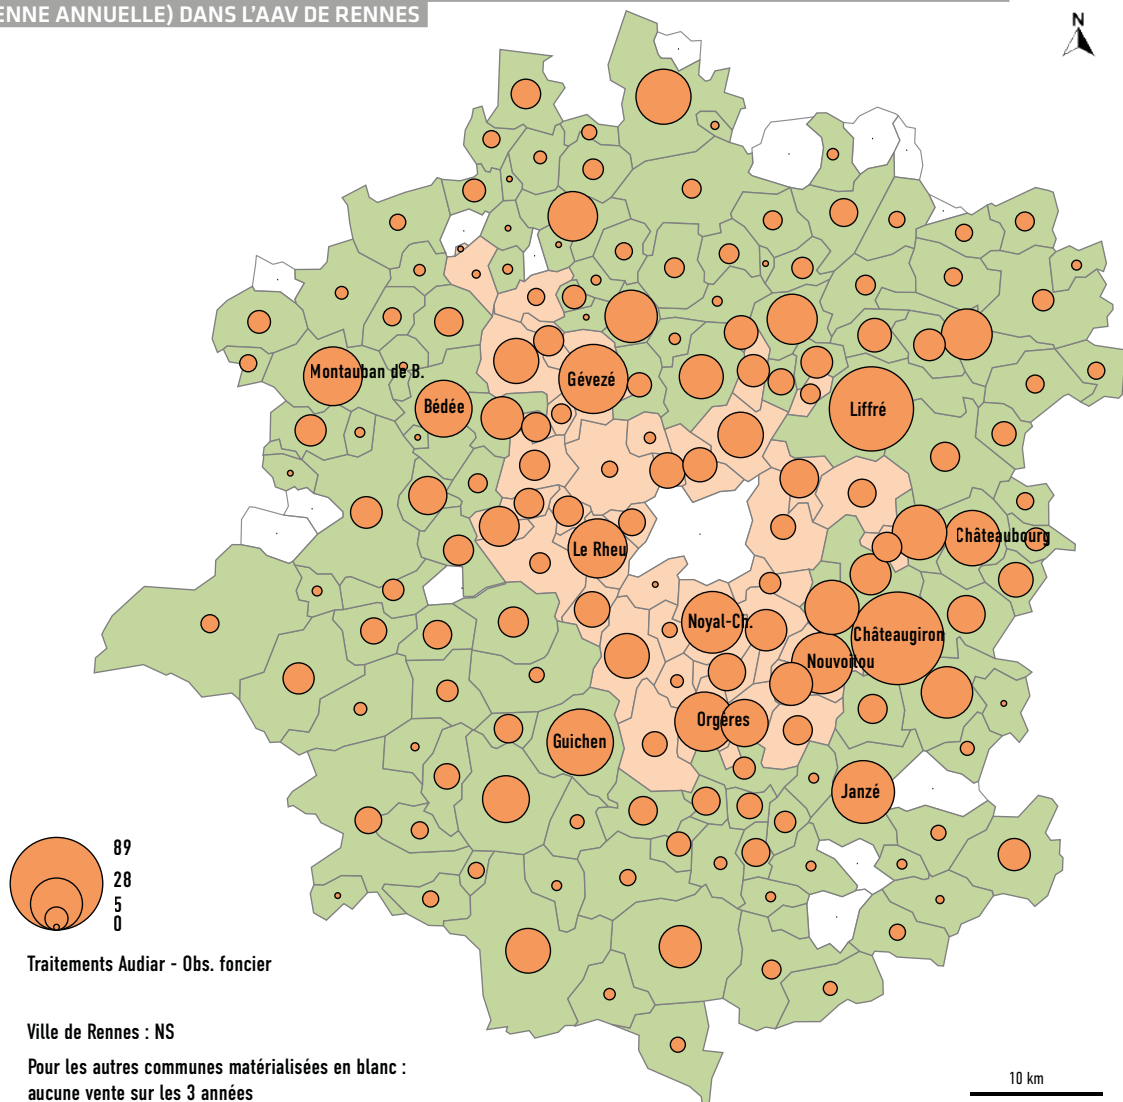 ENNE ANNUELLE) DANS L'AAV DE RENNES
N
Montauban de B.
Gévezé
Bédée
Liffré
Le Rheu
Châteaubourg
Noyal-Ch.
Châteaugiron
Nouvoitou
Orgères
Guichen
Janzé
89
28
5
0
Traitements Audiar - Obs. foncier
Ville de Rennes : NS
Pour les autres communes matérialisées en blanc :
aucune vente sur les 3 années
10 km